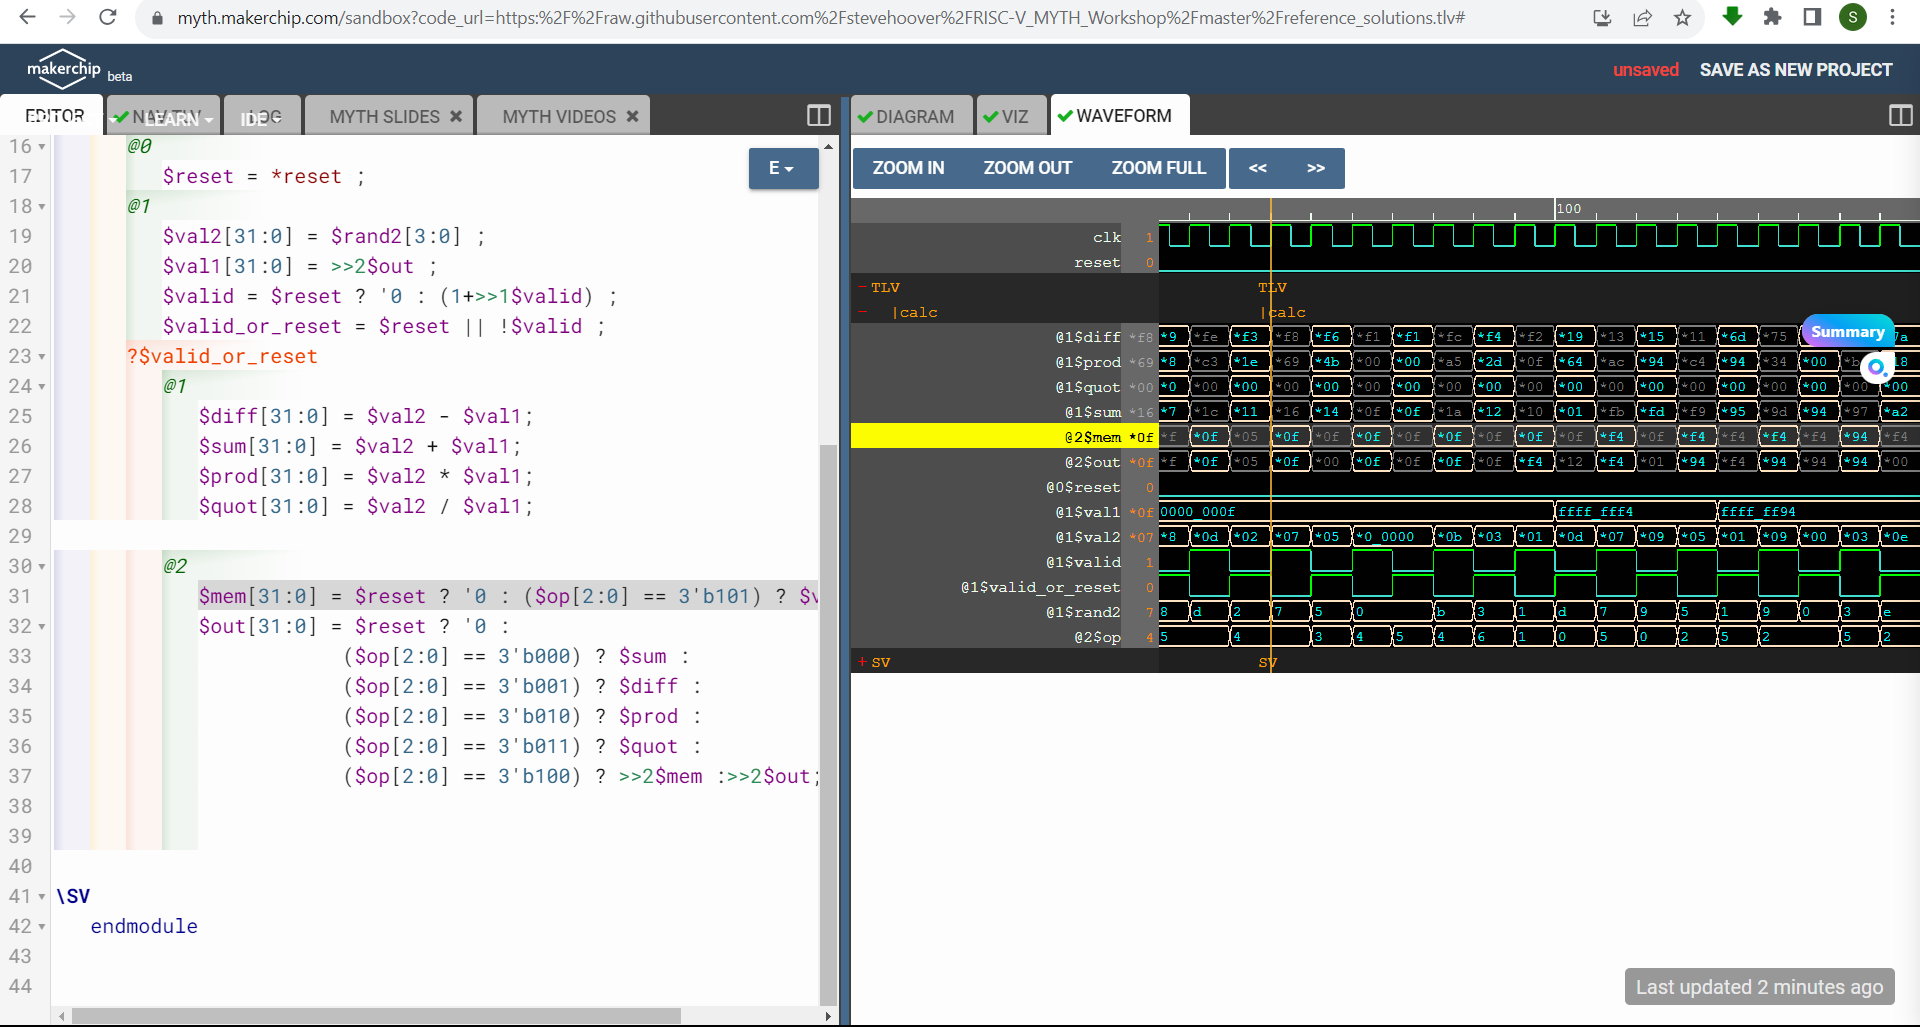 myth.makerchip.com/sandbox?code_url=https:%2F%2Fraw.githubusercontent.com%2Fstevehoover%2FRISC-V_MYTH_Workshop%2Fmaster%2Freference_solutions.tlv#
S
makerchip beta
unsaved SAVE AS NEW PROJECT
EDITOR NAV-TLV LEARN LOG IDE MYTH SLIDES MYTH VIDEOS
DIAGRAM VIZ WAVEFORM
E
ZOOM IN ZOOM OUT ZOOM FULL << >>
16 @0
17 $reset = *reset ;
18 @1
19 $val2[31:0] = $rand2[3:0] ;
20 $val1[31:0] = >>2$out ;
21 $valid = $reset ? '0 : (1+>>1$valid) ;
22 $valid_or_reset = $reset || !$valid ;
23 ?$valid_or_reset
24 @1
25 $diff[31:0] = $val2 - $val1;
26 $sum[31:0] = $val2 + $val1;
27 $prod[31:0] = $val2 * $val1;
28 $quot[31:0] = $val2 / $val1;
29
30 @2
31 $mem[31:0] = $reset ? '0 : ($op[2:0] == 3'b101) ? $v
32 $out[31:0] = $reset ? '0 :
33 ($op[2:0] == 3'b000) ? $sum :
34 ($op[2:0] == 3'b001) ? $diff :
35 ($op[2:0] == 3'b010) ? $prod :
36 ($op[2:0] == 3'b011) ? $quot :
37 ($op[2:0] == 3'b100) ? >>2$mem :>>2$out;
38
39
40
41 \SV
42 endmodule
43
44
100
clk 1
reset 0
- TLV TLV
- |calc |calc
@1$diff *f8 *9 *fe *f3 *f8 *f6 *f1 *f1 *fc *f4 *f2 *19 *13 *15 *11 *6d *75 7a
@1$prod *69 *8 *c3 *1e *69 *4b *00 *00 *a5 *2d *0f *64 *ac *94 *c4 *94 *34 *00 *b 18
@1$quot *00 *0 *00 *00 *00 *00 *00 *00 *00 *00 *00 *00 *00 *00 *00 *00 *00 *00 *00 *00
@1$sum *16 *7 *1c *11 *16 *14 *0f *0f *1a *12 *10 *01 *fb *fd *f9 *95 *9d *94 *97 *a2
@2$mem *0f *f *0f *05 *0f *0f *0f *0f *0f *0f *0f *f4 *0f *f4 *f4 *f4 *f4 *94 *f4
@2$out *0f *f *0f *05 *0f *00 *0f *0f *0f *0f *f4 *12 *f4 *01 *94 *f4 *94 *94 *94 *00
@0$reset 0
@1$val1 *0f 0000_000f ffff_fff4 ffff_ff94
@1$val2 *07 *8 *0d *02 *07 *05 *0_0000 *0b *03 *01 *0d *07 *09 *05 *01 *09 *00 *03 *0e
@1$valid 1
@1$valid_or_reset 0
@1$rand2 7 8 d 2 7 5 0 b 3 1 d 7 9 5 1 9 0 3 e
@2$op 4 5 4 3 4 5 4 6 1 0 5 0 2 5 2 5 2
+ SV SV
Summary
Last updated 2 minutes ago